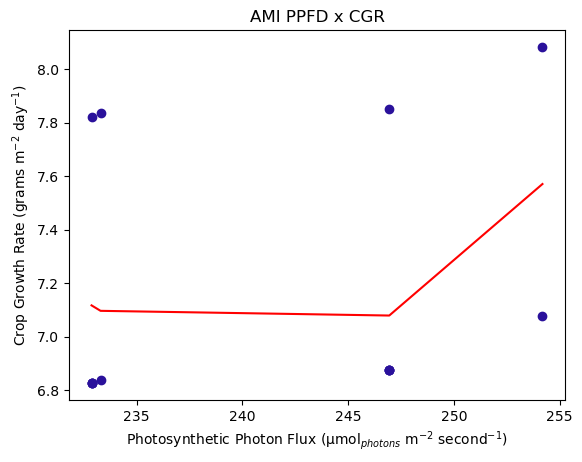 AMI PPFD x CGR
8.0
7.8
7.6
7.4
7.2
7.0
6.8
Crop Growth Rate (grams m⁻² day⁻¹)
235 240 245 250 255
Photosynthetic Photon Flux (μmol_photons m⁻² second⁻¹)